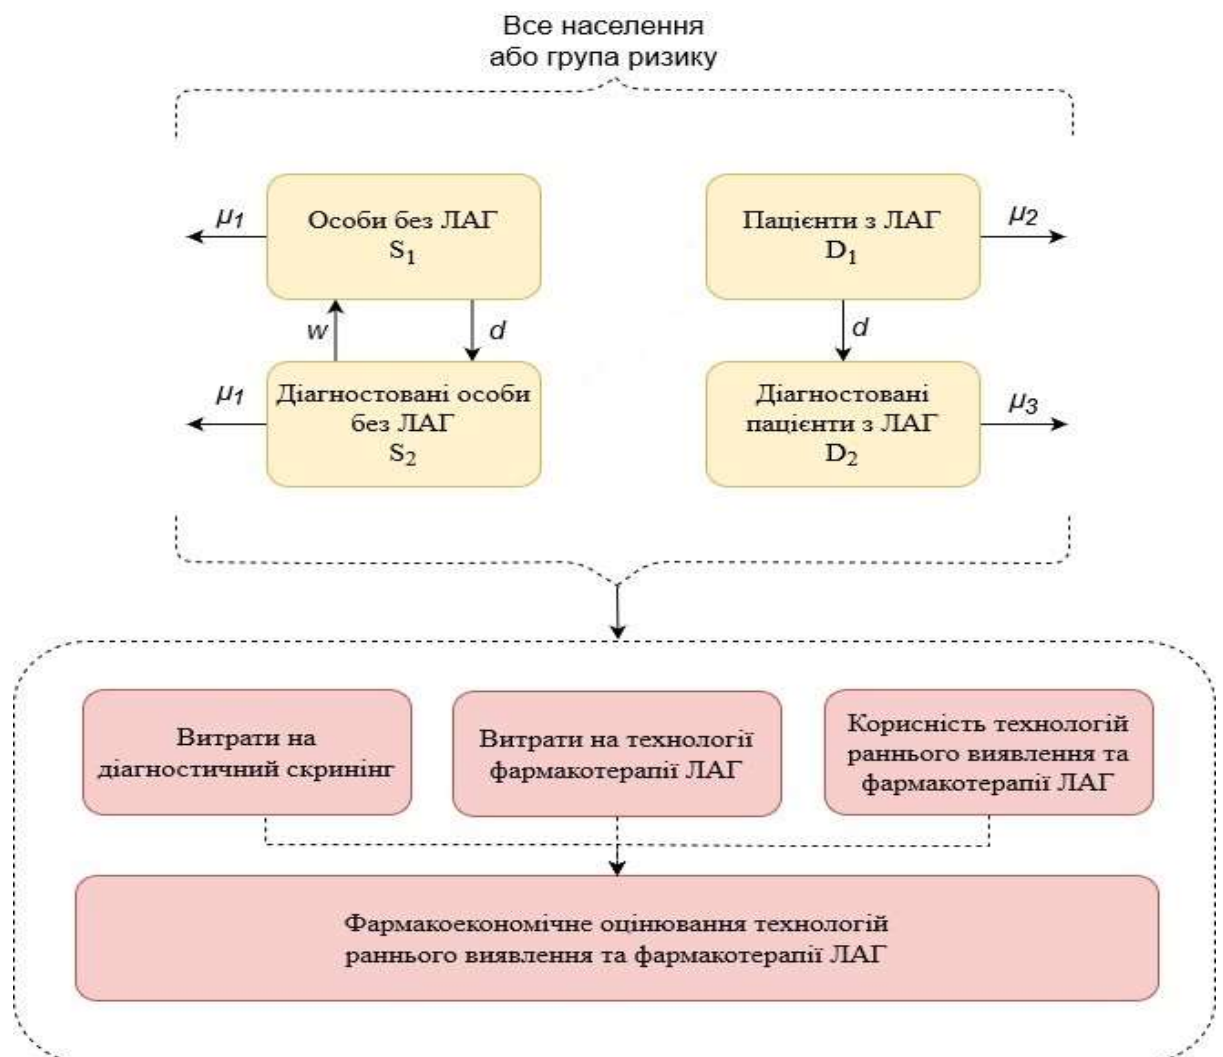 Все населення
або група ризику
μ1
Особи без ЛАГ
S1
Пацієнти з ЛАГ
D1
μ2
w
d
d
μ1
Діагностовані особи
без ЛАГ
S2
Діагностовані
пацієнти з ЛАГ
D2
μ3
Витрати на
діагностичний скринінг
Витрати на технології
фармакотерапії ЛАГ
Корисність технологій
раннього виявлення та
фармакотерапії ЛАГ
Фармакоекономічне оцінювання технологій
раннього виявлення та фармакотерапії ЛАГ